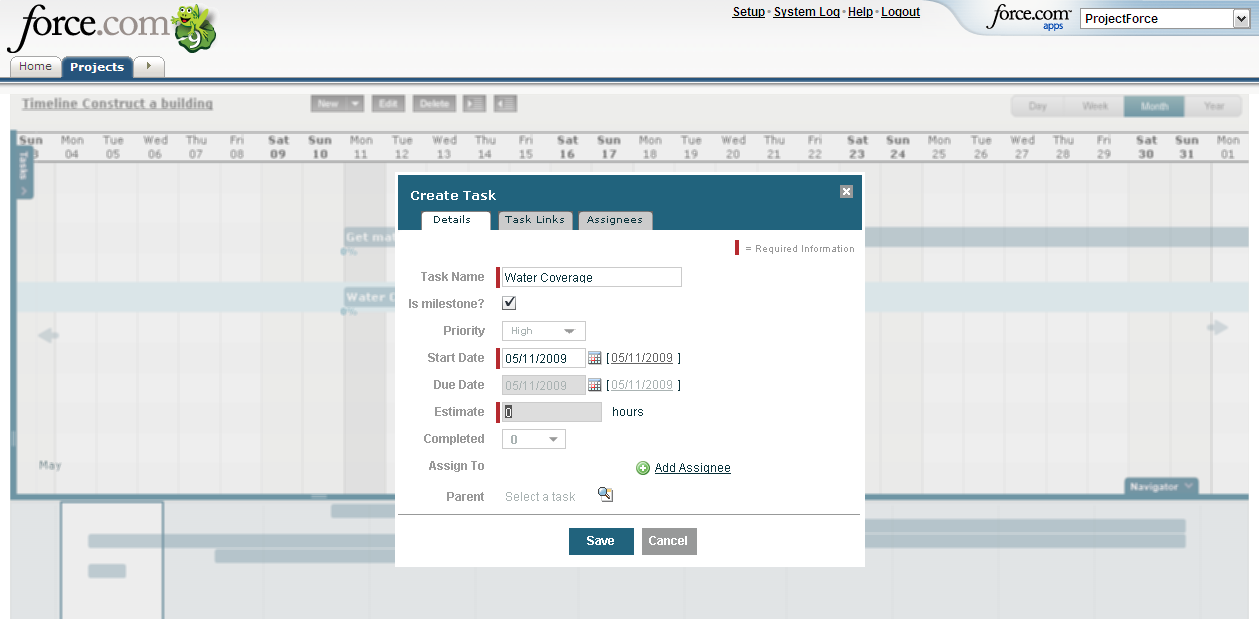 force.com 9
Setup · System Log · Help · Logout
force.com apps
ProjectForce
Home Projects
Timeline Construct a building
New Edit Delete
Day Week Month Year
Sun Mon Tue Wed Thu Fri Sat Sun Mon Tue Wed Thu Fri Sat Sun Mon Tue Wed Thu Fri Sat Sun Mon Tue Wed Thu Fri Sat Sun Mon
3 04 05 06 07 08 09 10 11 12 13 14 15 16 17 18 19 20 21 22 23 24 25 26 27 28 29 30 31 01
Tasks
Create Task
Details Task Links Assignees
Get mat
0%
= Required Information
Task Name Water Coverage
Is milestone?
Water C
0%
Priority High
Start Date 05/11/2009 [ 05/11/2009 ]
Due Date 05/11/2009 [ 05/11/2009 ]
Estimate 0 hours
Completed 0
May
Assign To Add Assignee
Parent Select a task
Navigator
Save Cancel